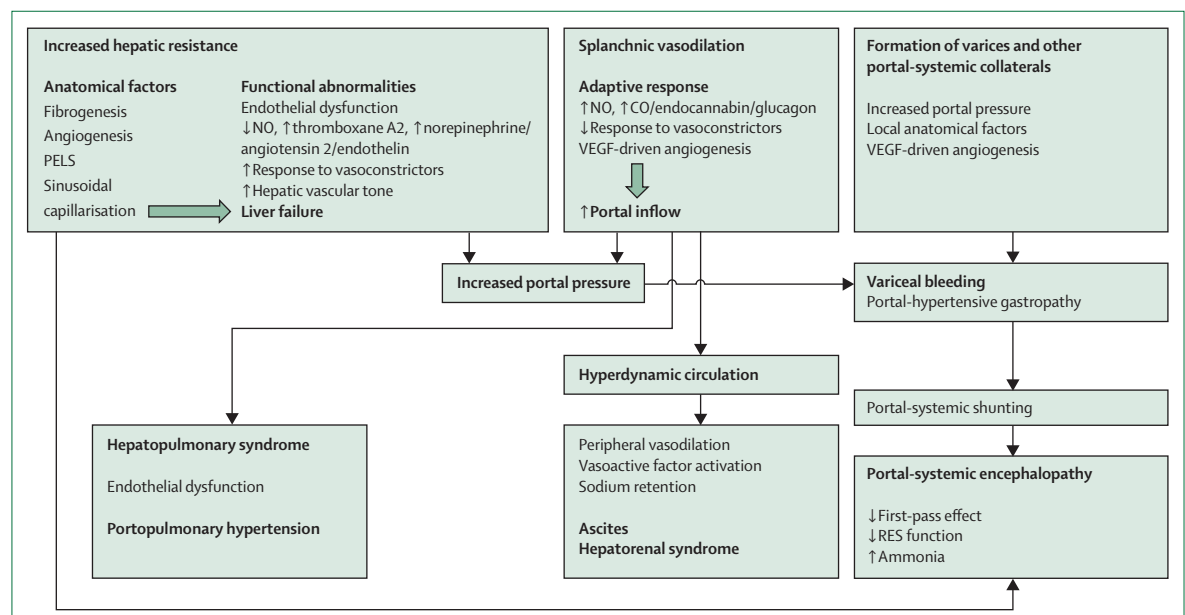 Increased hepatic resistance
Anatomical factors
Fibrogenesis
Angiogenesis
PELS
Sinusoidal
capillarisation
Functional abnormalities
Endothelial dysfunction
↓NO, ↑thromboxane A2, ↑norepinephrine/
angiotensin 2/endothelin
↑Response to vasoconstrictors
↑Hepatic vascular tone
Liver failure
Splanchnic vasodilation
Adaptive response
↑NO, ↑CO/endocannabin/glucagon
↓Response to vasoconstrictors
VEGF-driven angiogenesis
↑Portal inflow
Formation of varices and other
portal-systemic collaterals
Increased portal pressure
Local anatomical factors
VEGF-driven angiogenesis
Increased portal pressure
Variceal bleeding
Portal-hypertensive gastropathy
Hyperdynamic circulation
Portal-systemic shunting
Hepatopulmonary syndrome
Endothelial dysfunction
Portopulmonary hypertension
Peripheral vasodilation
Vasoactive factor activation
Sodium retention
Ascites
Hepatorenal syndrome
Portal-systemic encephalopathy
↓First-pass effect
↓RES function
↑Ammonia